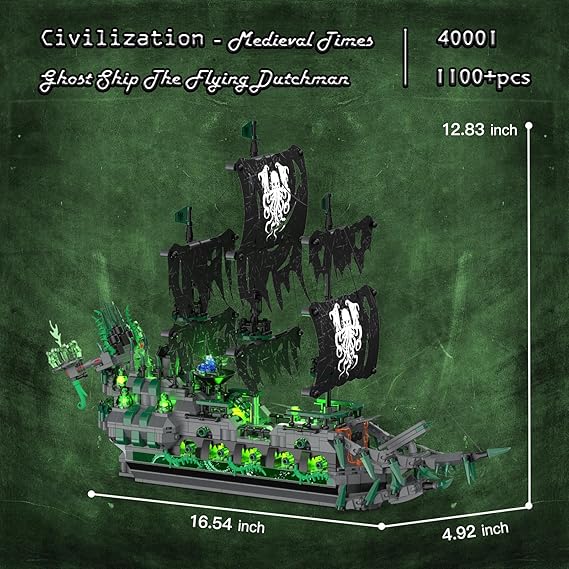 Civilization - Medieval Times
40001
Ghost Ship The Flying Dutchman
1100+pcs
12.83 inch
16.54 inch
4.92 inch